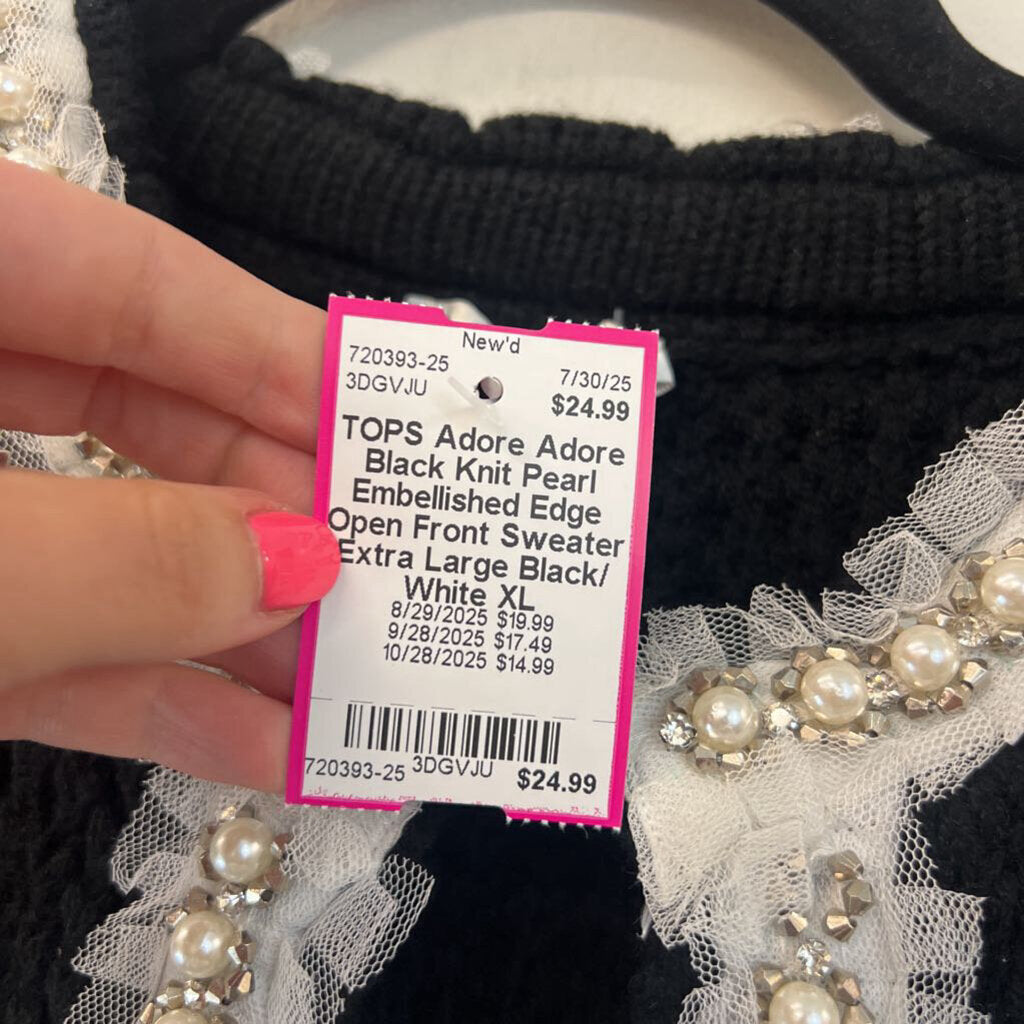 New'd
720393-25
3DGVJU
7/30/25
$24.99
TOPS Adore Adore
Black Knit Pearl
Embellished Edge
Open Front Sweater
Extra Large Black/
White XL
8/29/2025 $19.99
9/28/2025 $17.49
10/28/2025 $14.99
720393-25 3DGVJU $24.99